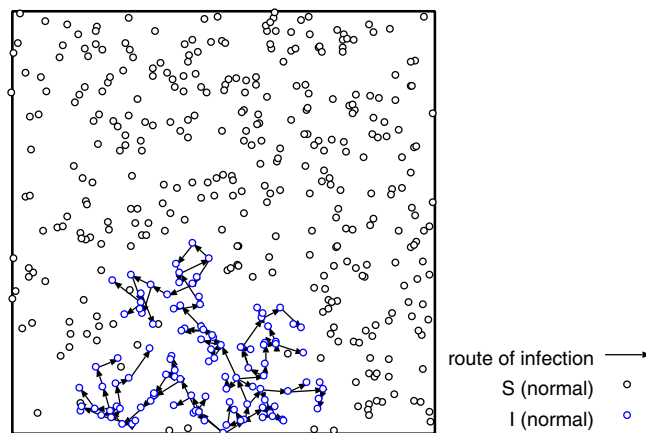 route of infection
S (normal)
I (normal)